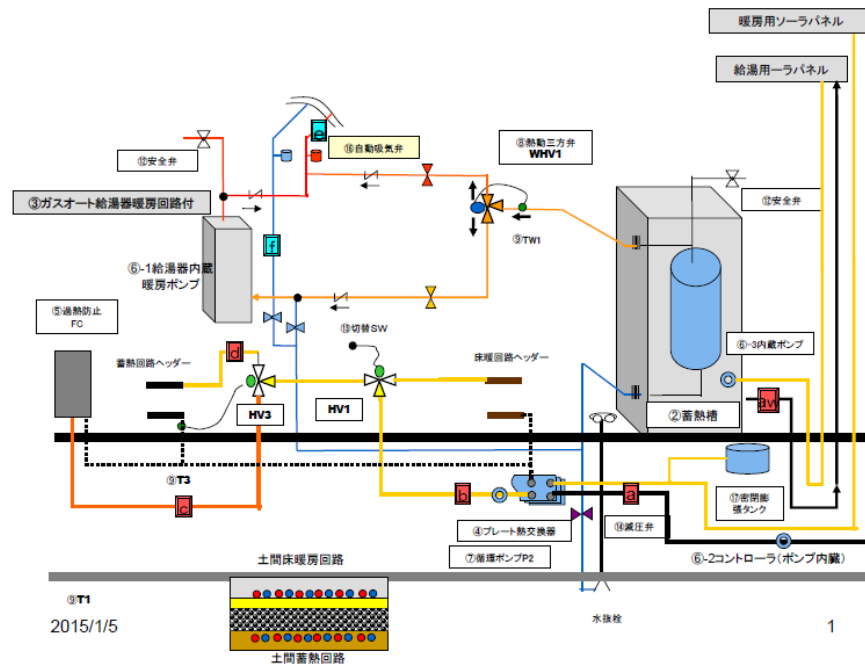 暖房用ソーラパネル
給湯用ーラパネル
⑫安全弁
e
⑯自動吸気弁
⑧熱動三方弁
WHV1
③ガスオート給湯器暖房回路付
⑫安全弁
⑨TW1
f
⑥-1給湯器内蔵
暖房ポンプ
⑤過熱防止
FC
⑬切替SW
⑥-3内蔵ポンプ
蓄熱回路ヘッダー
d
床暖回路ヘッダー
HV3
HV1
aw
②蓄熱槽
⑨T3
c
b
a
⑰密閉膨
張タンク
④プレート熱交換器
⑭減圧弁
⑦循環ポンプP2
⑥-2コントローラ(ポンプ内臓)
土間床暖房回路
⑨T1
水抜栓
2015/1/5
1
土間蓄熱回路